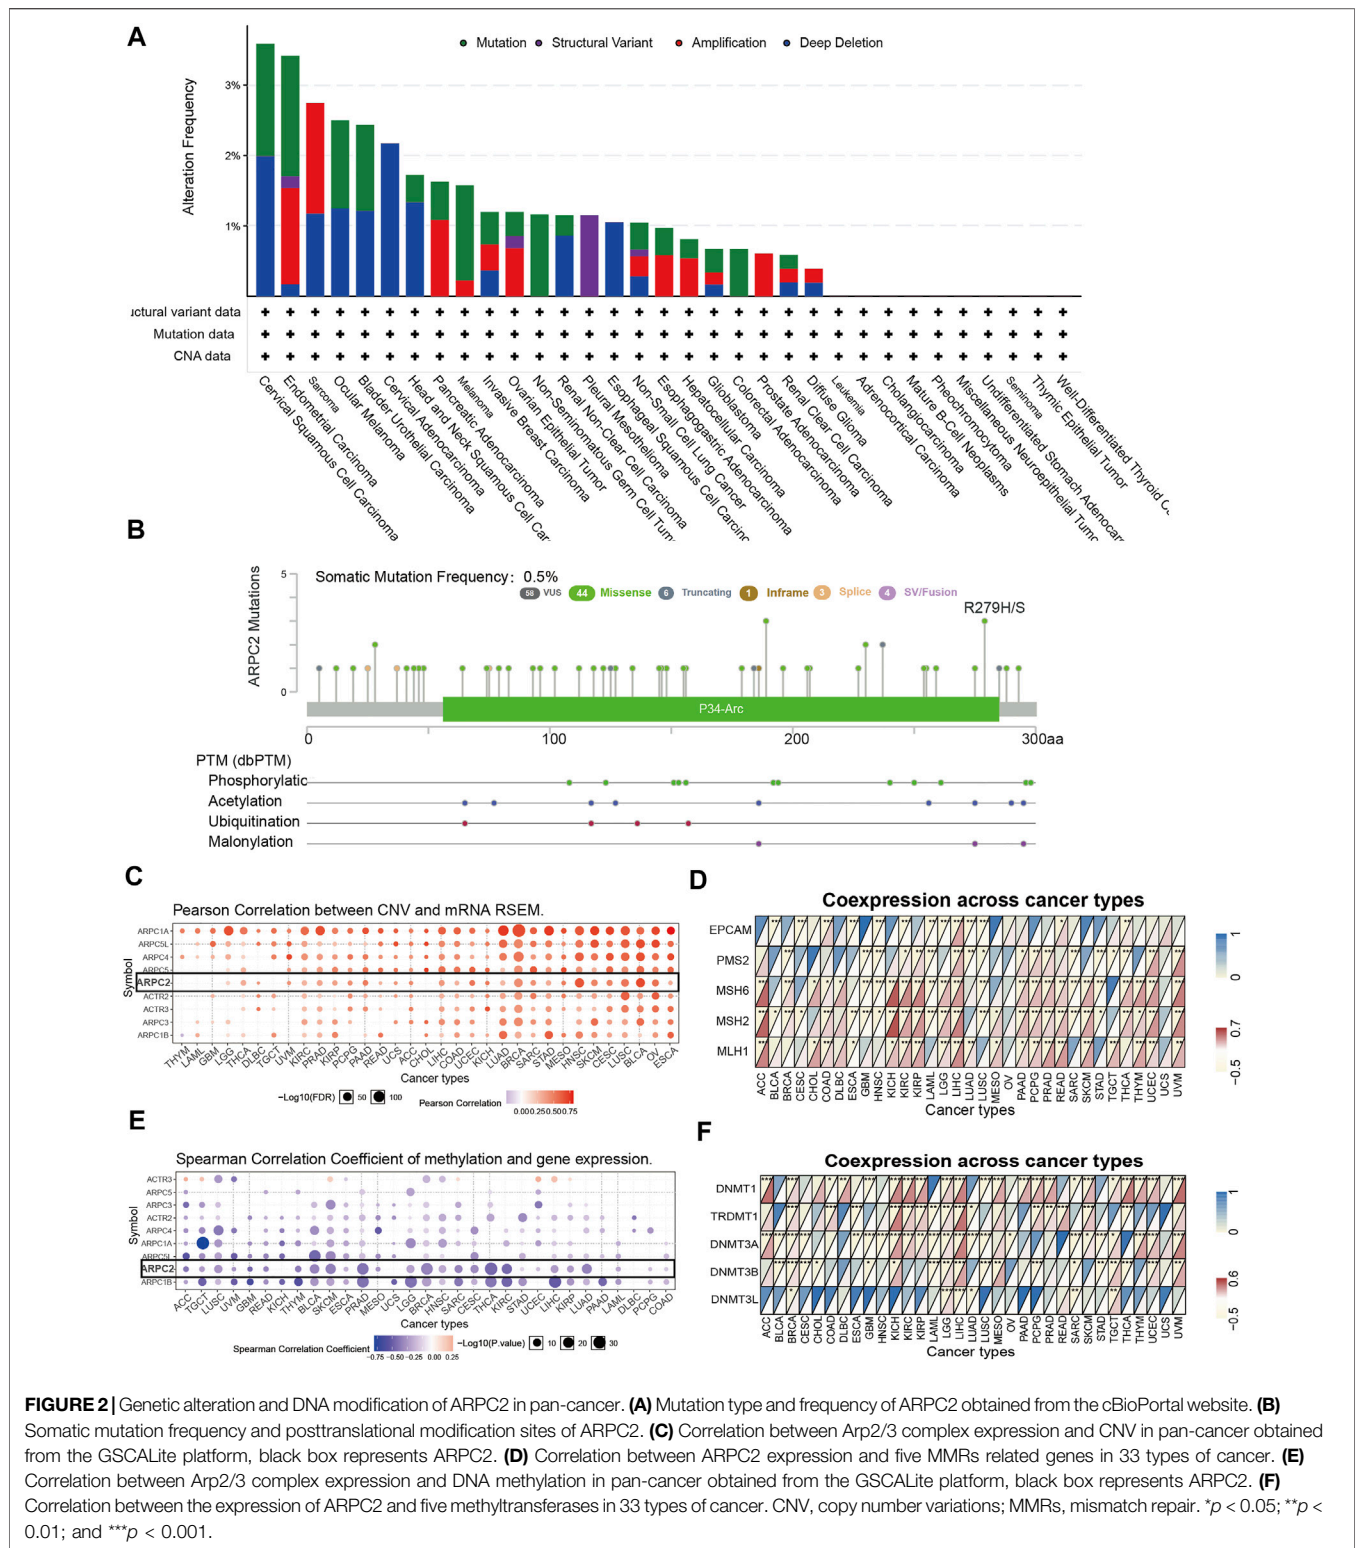 A
Mutation Structural Variant Amplification Deep Deletion
Alteration Frequency
3%
2%
1%
uctural variant data
Mutation data
CNA data
Cervical Squamous Cell Carcinoma
Endometrial Carcinoma
Sarcoma
Ocular Melanoma
Bladder Urothelial Carcinoma
Cervical Adenocarcinoma
Head and Neck Squamous Cell Car
Pancreatic Adenocarcinoma
Melanoma
Invasive Breast Carcinoma
Ovarian Epithelial Tumor
Non-Seminomatous Germ Cell Tum
Renal Non-Clear Cell Carcinoma
Pleural Mesothelioma
Esophageal Squamous Cell Carcinc
Non-Small Cell Lung Cancer
Esophagogastric Adenocarcinoma
Hepatocellular Carcinoma
Glioblastoma
Colorectal Adenocarcinoma
Prostate Adenocarcinoma
Renal Clear Cell Carcinoma
Diffuse Glioma
Leukemia
Adrenocortical Carcinoma
Cholangiocarcinoma
Mature B-Cell Neoplasms
Pheochromocytoma
Miscellaneous Neuroepithelial Tumo
Undifferentiated Stomach Adenocar
Seminoma
Thymic Epithelial Tumor
Well-Differentiated Thyroid C
B
ARPC2 Mutations
5
0
Somatic Mutation Frequency: 0.5%
58 VUS 44 Missense 6 Truncating 1 Inframe 3 Splice 4 SV/Fusion
R279H/S
P34-Arc
0 100 200 300aa
PTM (dbPTM)
Phosphorylatic
Acetylation
Ubiquitination
Malonylation
C
Pearson Correlation between CNV and mRNA RSEM.
Symbol
ARPC1A
ARPC5L
ARPC4
ARPC5
ARPC2
ACTR2
ACTR3
ARPC3
ARPC1B
THYM LAML GBM LGG THCA DLBC TGCT UVM KIRC PRAD KIRP PCPG PAAD READ UCS ACC CHOL LIHC COAD UCEC KICH LUAD BRCA SARC STAD MESO HNSC SKCM CESC LUSC BLCA OV ESCA
Cancer types
−Log10(FDR) 50 100
Pearson Correlation
0.00 0.25 0.50 0.75
D
Coexpression across cancer types
EPCAM
PMS2
MSH6
MSH2
MLH1
ACC BLCA BRCA CESC CHOL COAD DLBC ESCA GBM HNSC KICH KIRC KIRP LAML LGG LIHC LUAD LUSC MESO OV PAAD PCPG PRAD READ SARC SKCM STAD TGCT THCA THYM UCEC UCS UVM
Cancer types
1
0
0.7
−0.5
E
Spearman Correlation Coefficient of methylation and gene expression.
Symbol
ACTR3
ARPC5
ARPC3
ACTR2
ARPC4
ARPC1A
ARPC5L
ARPC2
ARPC1B
ACC TGCT LUSC UVM GBM READ KICH THYM BLCA SKCM ESCA PRAD MESO UCS LGG BRCA HNSC SARC CESC THCA KIRC STAD UCEC LIHC KIRP LUAD PAAD LAML DLBC PCPG COAD
Cancer types
Spearman Correlation Coefficient
−0.75 −0.50 −0.25 0.00 0.25
−Log10(P.value) 10 20 30
F
Coexpression across cancer types
DNMT1
TRDMT1
DNMT3A
DNMT3B
DNMT3L
ACC BLCA BRCA CESC CHOL COAD DLBC ESCA GBM HNSC KICH KIRC KIRP LAML LGG LIHC LUAD LUSC MESO OV PAAD PCPG PRAD READ SARC SKCM STAD TGCT THCA THYM UCEC UCS UVM
Cancer types
1
0
0.6
−0.5
FIGURE 2 | Genetic alteration and DNA modification of ARPC2 in pan-cancer. (A) Mutation type and frequency of ARPC2 obtained from the cBioPortal website. (B)
Somatic mutation frequency and posttranslational modification sites of ARPC2. (C) Correlation between Arp2/3 complex expression and CNV in pan-cancer obtained
from the GSCALite platform, black box represents ARPC2. (D) Correlation between ARPC2 expression and five MMRs related genes in 33 types of cancer. (E)
Correlation between Arp2/3 complex expression and DNA methylation in pan-cancer obtained from the GSCALite platform, black box represents ARPC2. (F)
Correlation between the expression of ARPC2 and five methyltransferases in 33 types of cancer. CNV, copy number variations; MMRs, mismatch repair. *p < 0.05; **p <
0.01; and ***p < 0.001.